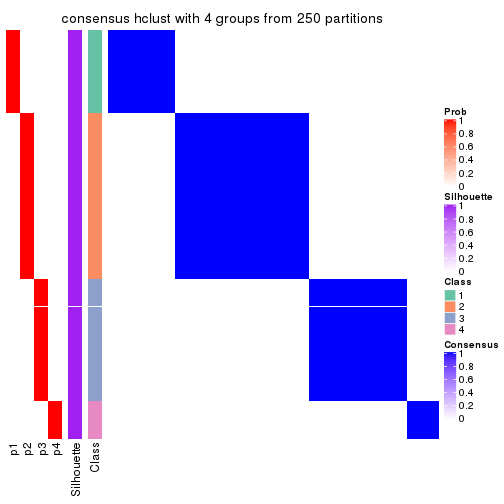 consensus hclust with 4 groups from 250 partitions
Prob
1
0.8
0.6
0.4
0.2
0
Silhouette
1
0.8
0.6
0.4
0.2
0
Class
1
2
3
4
Consensus
1
0.8
0.6
0.4
0.2
0
p1
p2
p3
p4
Silhouette
Class